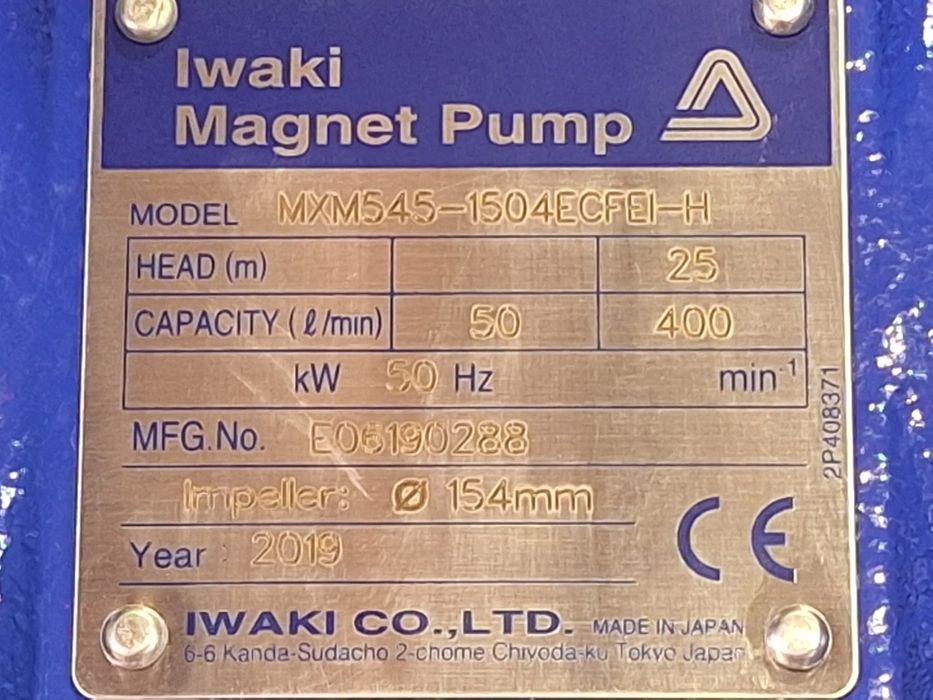 Iwaki
Magnet Pump
MODEL MXM545-1504ECFEI-H
HEAD (m) 25
CAPACITY (ℓ/min) 50 400
kW 50 Hz min-1
MFG.No. E06190288
Impeller: Ø 154mm
Year : 2019
CE
2P408371
IWAKI CO.,LTD. MADE IN JAPAN
6-6 Kanda-Sudacho 2-chome Chiyoda-ku Tokyo Japan